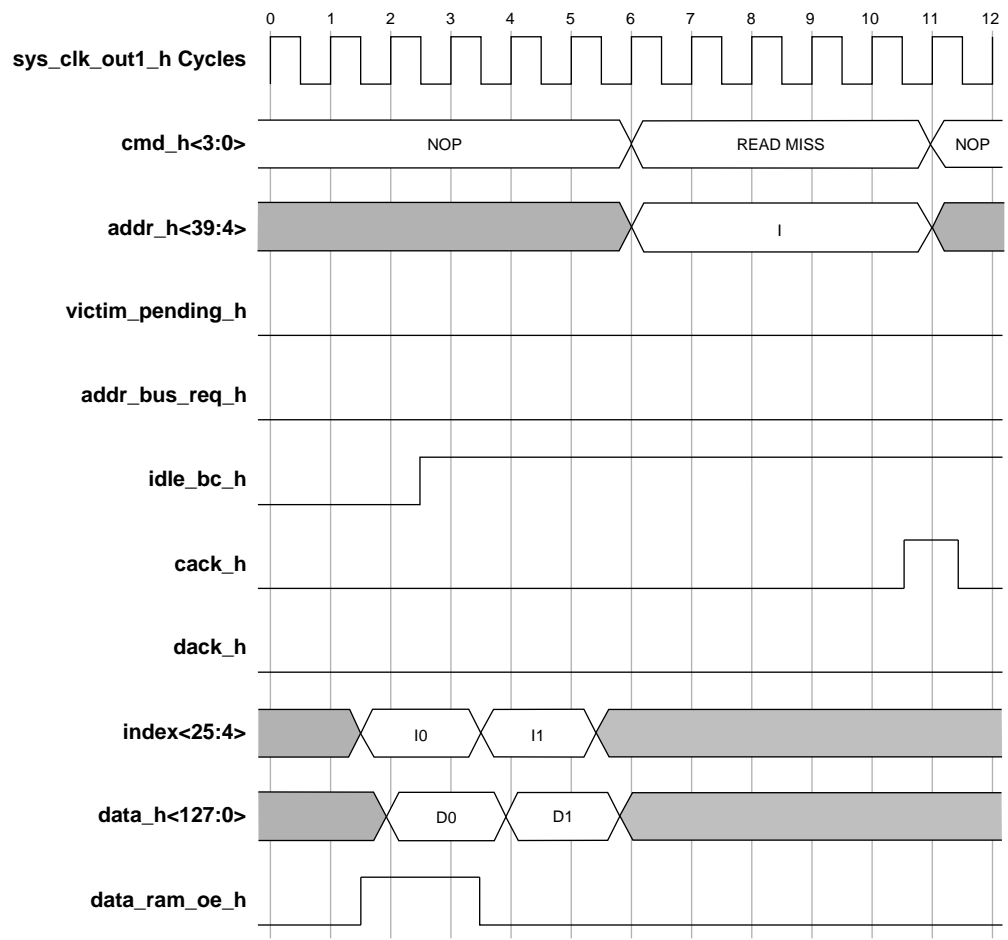 0 1 2 3 4 5 6 7 8 9 10 11 12
sys_clk_out1_h Cycles
cmd_h<3:0> NOP READ MISS NOP
addr_h<39:4> I
victim_pending_h
addr_bus_req_h
idle_bc_h
cack_h
dack_h
index<25:4> I0 I1
data_h<127:0> D0 D1
data_ram_oe_h